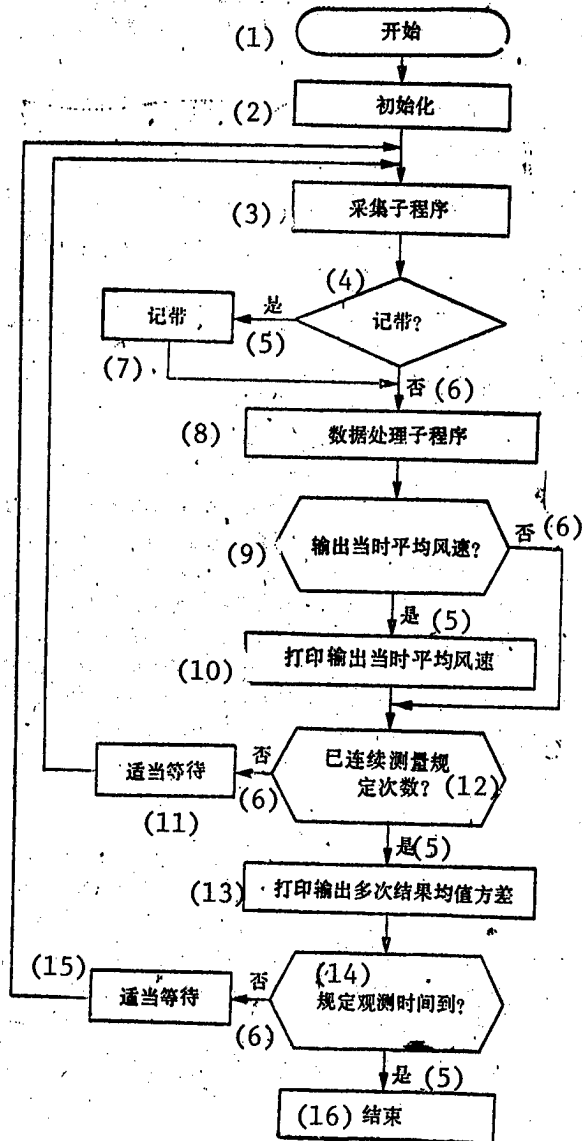 (1) 开始
(2) 初始化
(3) 采集子程序
(4)
记带?
是
(5)
记带
(7)
否 (6)
(8) 数据处理子程序
(9) 输出当时平均风速?
否 (6)
是 (5)
(10) 打印输出当时平均风速
已连续测量规
定次数? (12)
否
(6)
适当等待
(11)
是 (5)
(13) 打印输出多次结果均值方差
(14)
规定观测时间到?
否
(6)
(15) 适当等待
是 (5)
(16) 结束